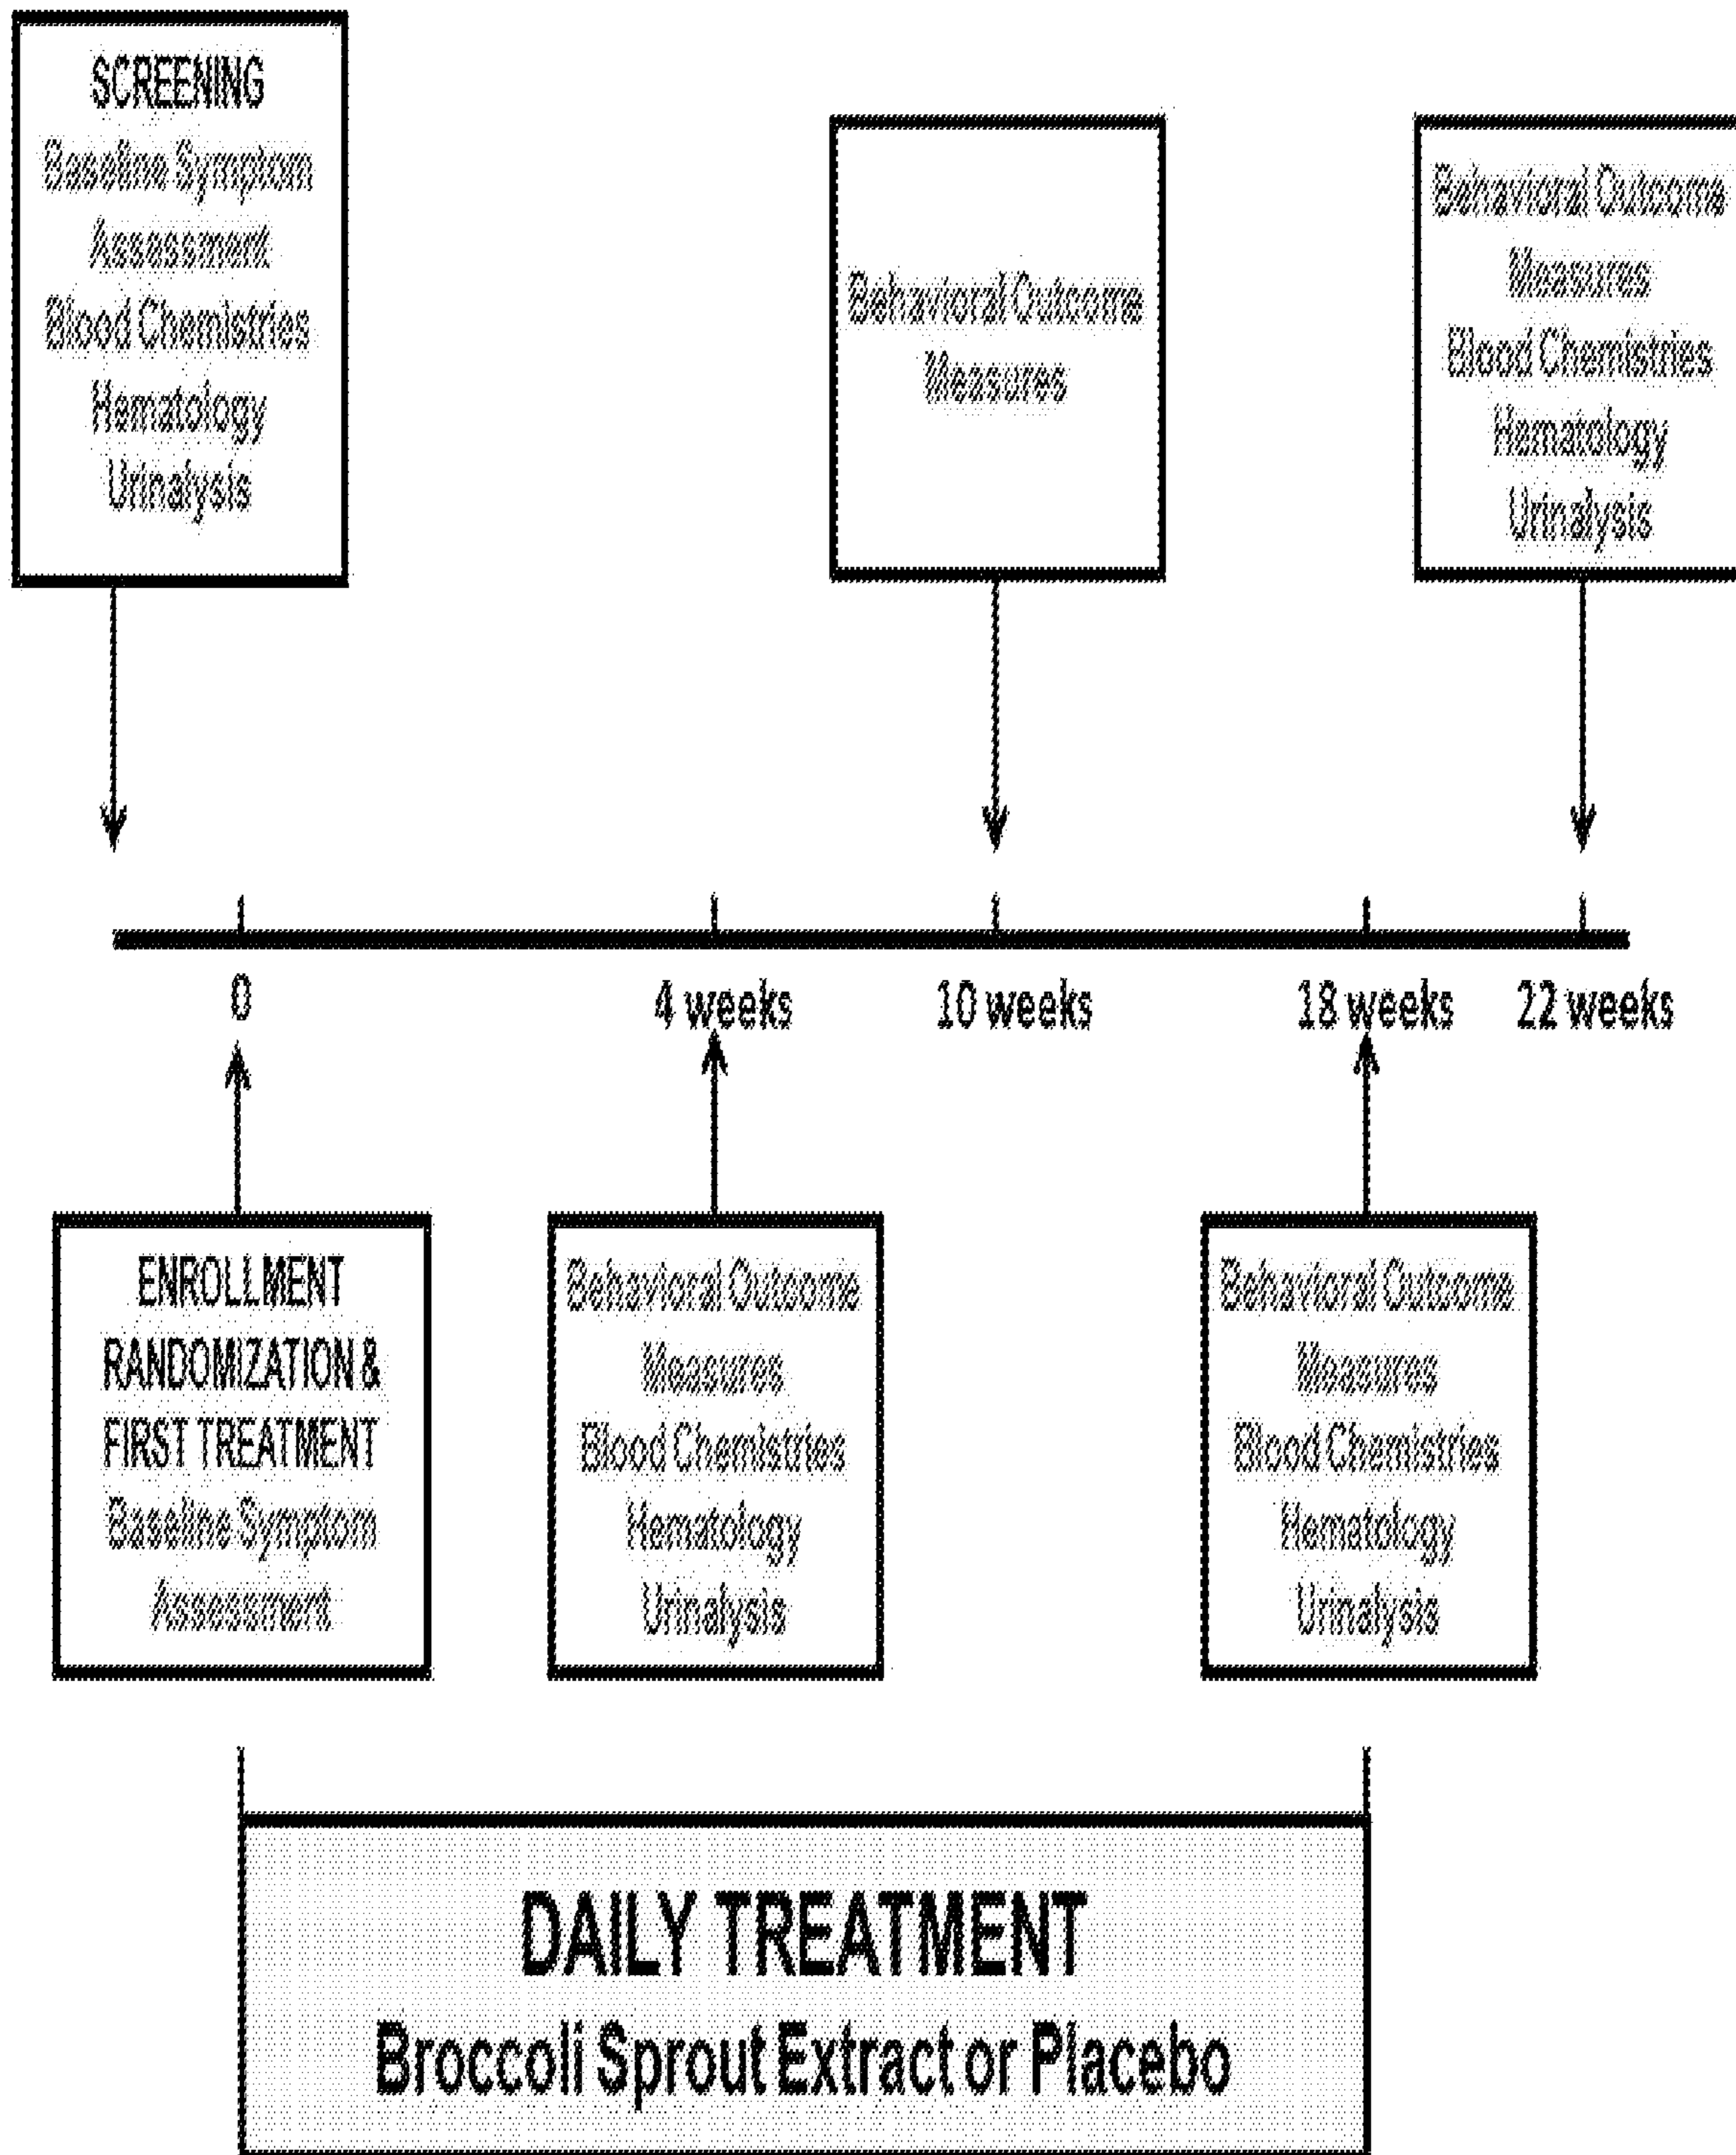 SCREENING
Baseline Symptom
Assessment
Blood Chemistries
Hematology
Urinalysis
Behavioral Outcome
Measures
Behavioral Outcome
Measures
Blood Chemistries
Hematology
Urinalysis
0
4 weeks
10 weeks
18 weeks
22 weeks
ENROLLMENT
RANDOMIZATION &
FIRST TREATMENT
Baseline Symptom
Assessment
Behavioral Outcome
Measures
Blood Chemistries
Hematology
Urinalysis
Behavioral Outcome
Measures
Blood Chemistries
Hematology
Urinalysis
DAILY TREATMENT
Broccoli Sprout Extract or Placebo